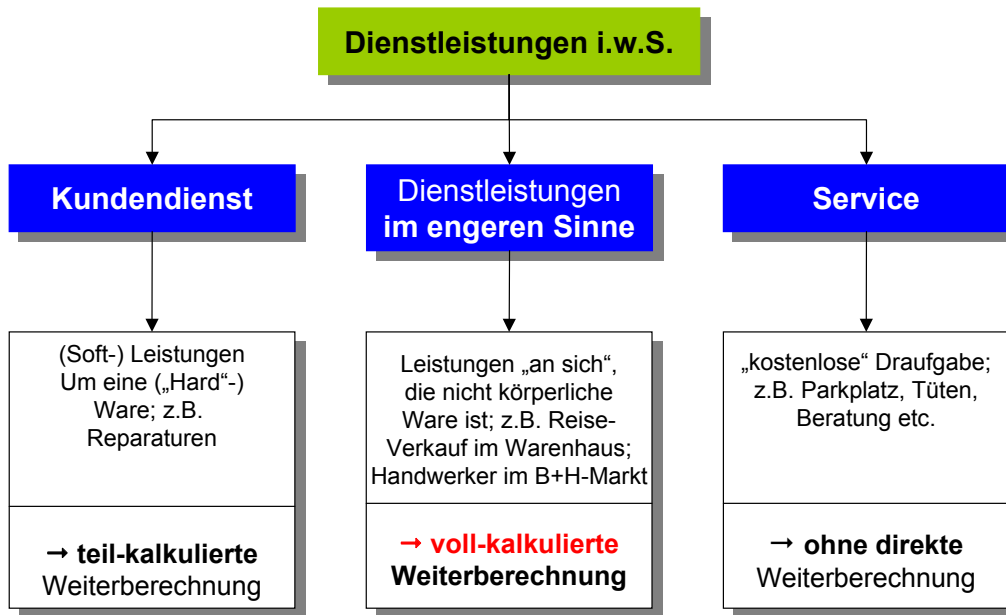 Dienstleistungen i.w.S.
Kundendienst
Dienstleistungen
im engeren Sinne
Service
(Soft-) Leistungen
Um eine („Hard“-)
Ware; z.B.
Reparaturen
Leistungen „an sich“,
die nicht körperliche
Ware ist; z.B. Reise-
Verkauf im Warenhaus;
Handwerker im B+H-Markt
„kostenlose“ Draufgabe;
z.B. Parkplatz, Tüten,
Beratung etc.
→ teil-kalkulierte
Weiterberechnung
→ voll-kalkulierte
Weiterberechnung
→ ohne direkte
Weiterberechnung